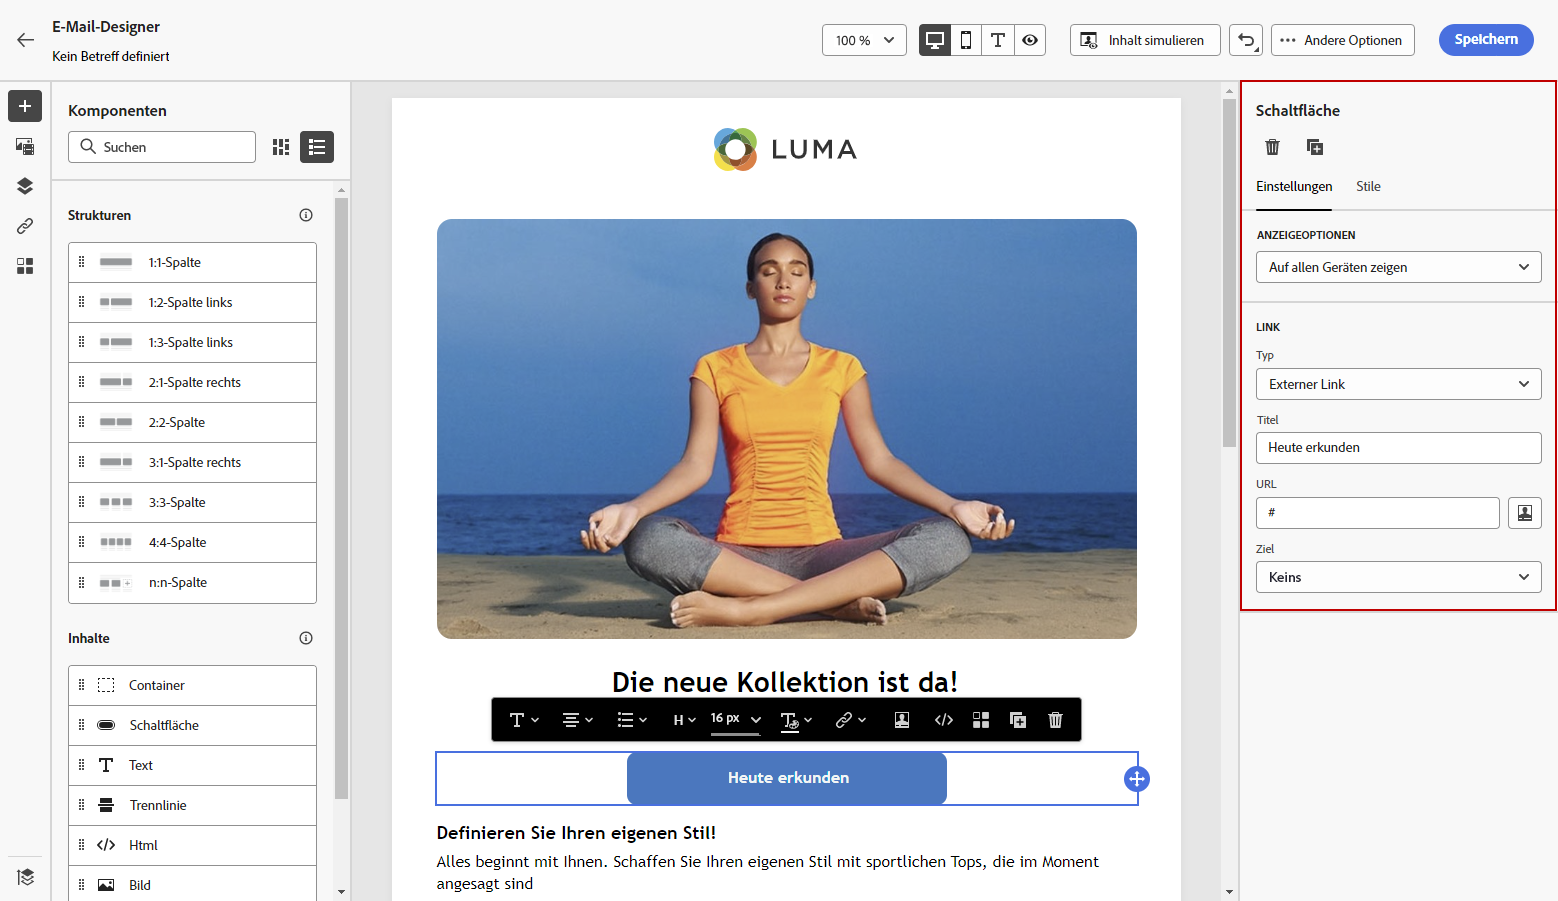 E-Mail-Designer
Kein Betreff definiert
100 %
Inhalt simulieren
Andere Optionen
Speichern
Komponenten
Suchen
Strukturen
1:1-Spalte
1:2-Spalte links
1:3-Spalte links
2:1-Spalte rechts
2:2-Spalte
3:1-Spalte rechts
3:3-Spalte
4:4-Spalte
n:n-Spalte
Inhalte
Container
Schaltfläche
Text
Trennlinie
Html
Bild
LUMA
Die neue Kollektion ist da!
H
16 px
Heute erkunden
Definieren Sie Ihren eigenen Stil!
Alles beginnt mit Ihnen. Schaffen Sie Ihren eigenen Stil mit sportlichen Tops, die im Moment
angesagt sind
Schaltfläche
Einstellungen
Stile
ANZEIGEOPTIONEN
Auf allen Geräten zeigen
LINK
Typ
Externer Link
Titel
Heute erkunden
URL
#
Ziel
Keins